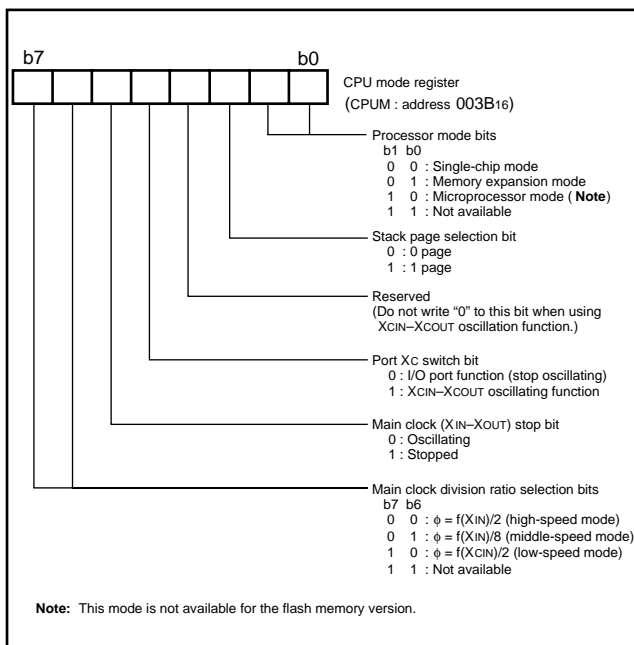 b7 b0
CPU mode register
(CPUM : address 003B16)
Processor mode bits
b1 b0
0 0 : Single-chip mode
0 1 : Memory expansion mode
1 0 : Microprocessor mode ( Note)
1 1 : Not available
Stack page selection bit
0 : 0 page
1 : 1 page
Reserved
(Do not write “0” to this bit when using
XCIN–XCOUT oscillation function.)
Port XC switch bit
0 : I/O port function (stop oscillating)
1 : XCIN–XCOUT oscillating function
Main clock (XIN–XOUT) stop bit
0 : Oscillating
1 : Stopped
Main clock division ratio selection bits
b7 b6
0 0 : ϕ = f(XIN)/2 (high-speed mode)
0 1 : ϕ = f(XIN)/8 (middle-speed mode)
1 0 : ϕ = f(XCIN)/2 (low-speed mode)
1 1 : Not available
Note: This mode is not available for the flash memory version.